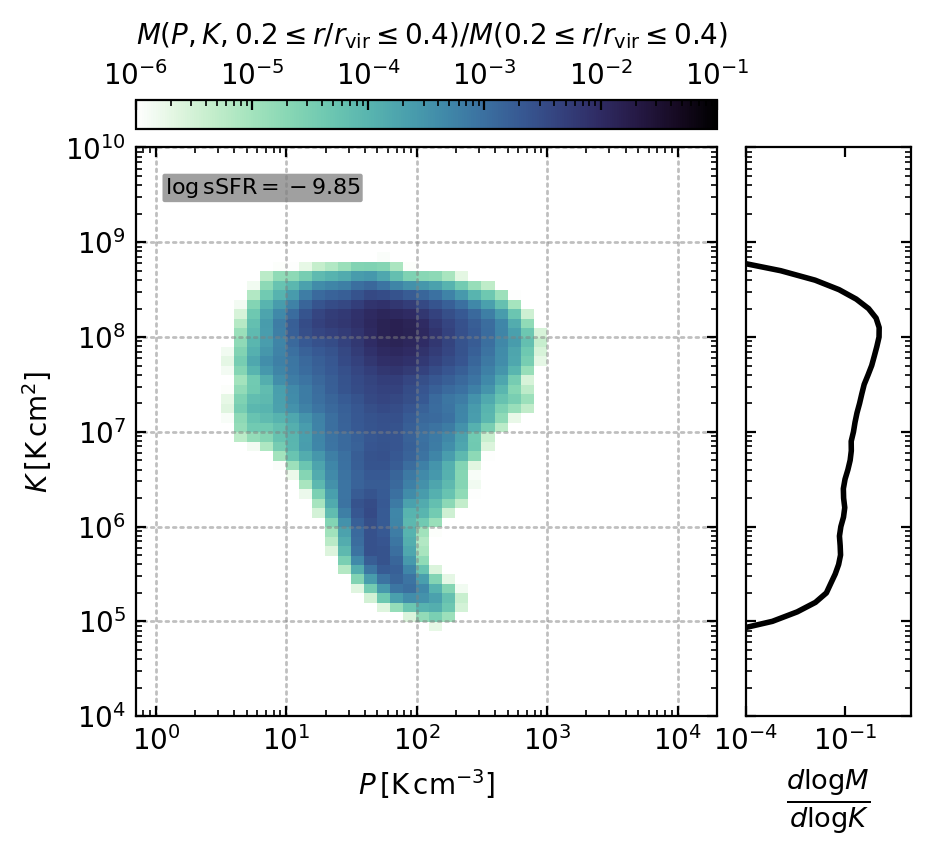 M(P, K, 0.2 ≤ r/r_vir ≤ 0.4)/M(0.2 ≤ r/r_vir ≤ 0.4)
10^−6 10^−5 10^−4 10^−3 10^−2 10^−1
log sSFR = −9.85
10^10
10^9
10^8
10^7
10^6
10^5
10^4
K [K cm^2]
10^0 10^1 10^2 10^3 10^4
P [K cm^−3]
10^−4 10^−1
dlogM
dlogK